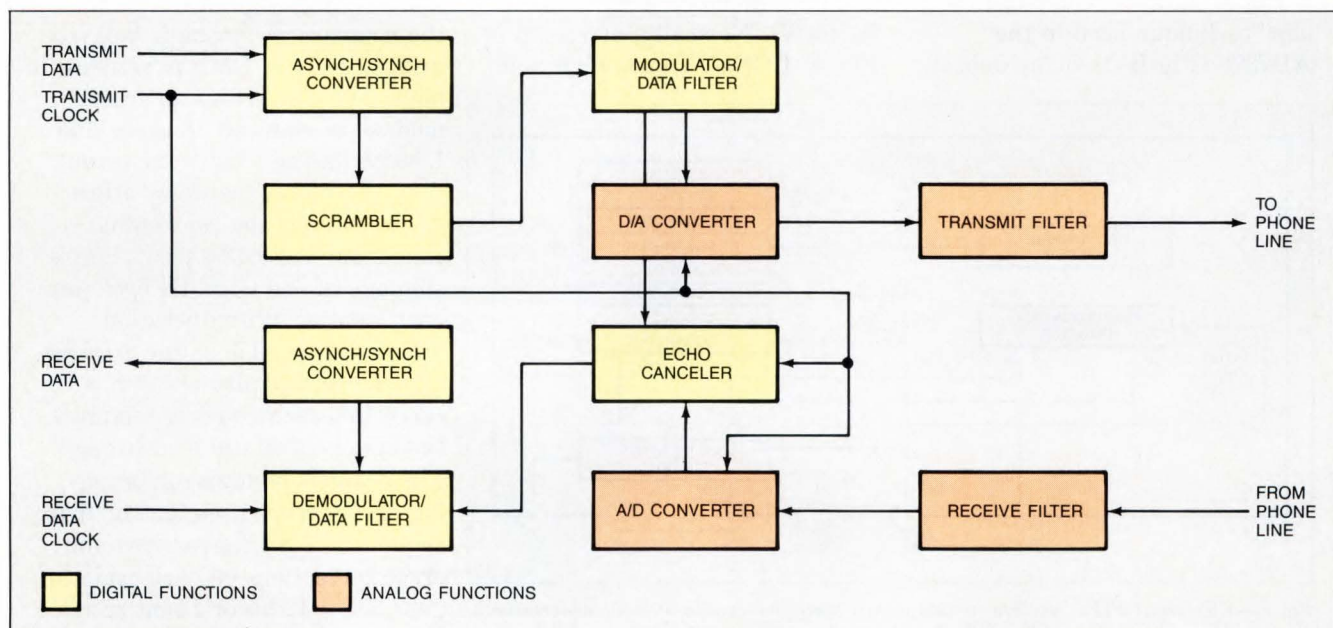 TRANSMIT
DATA
TRANSMIT
CLOCK
ASYNCH/SYNCH
CONVERTER
MODULATOR/
DATA FILTER
SCRAMBLER
D/A CONVERTER
TRANSMIT FILTER
TO
PHONE
LINE
RECEIVE
DATA
ASYNCH/SYNCH
CONVERTER
ECHO
CANCELER
RECEIVE
DATA
CLOCK
DEMODULATOR/
DATA FILTER
A/D CONVERTER
RECEIVE FILTER
FROM
PHONE
LINE
DIGITAL FUNCTIONS
ANALOG FUNCTIONS